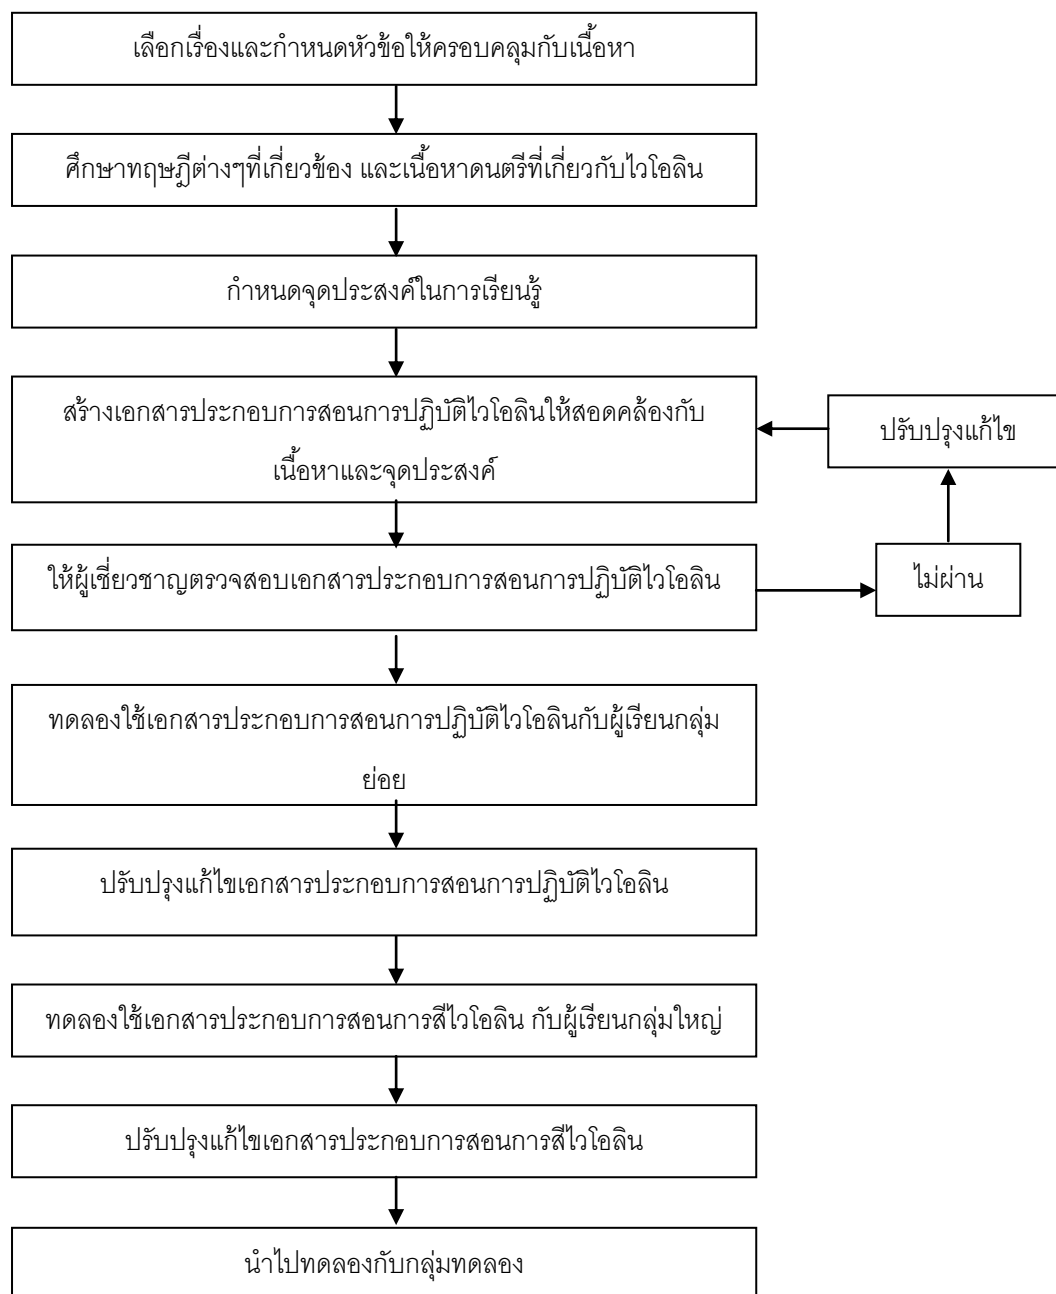 เลือกเรื่องและกำหนดหัวข้อให้ครอบคลุมกับเนื้อหา
ศึกษาทฤษฎีต่างๆที่เกี่ยวข้อง และเนื้อหาดนตรีที่เกี่ยวกับไวโอลิน
กำหนดจุดประสงค์ในการเรียนรู้
สร้างเอกสารประกอบการสอนการปฏิบัติไวโอลินให้สอดคล้องกับ
เนื้อหาและจุดประสงค์
ปรับปรุงแก้ไข
ให้ผู้เชี่ยวชาญตรวจสอบเอกสารประกอบการสอนการปฏิบัติไวโอลิน
ไม่ผ่าน
ทดลองใช้เอกสารประกอบการสอนการปฏิบัติไวโอลินกับผู้เรียนกลุ่ม
ย่อย
ปรับปรุงแก้ไขเอกสารประกอบการสอนการปฏิบัติไวโอลิน
ทดลองใช้เอกสารประกอบการสอนการสีไวโอลิน กับผู้เรียนกลุ่มใหญ่
ปรับปรุงแก้ไขเอกสารประกอบการสอนการสีไวโอลิน
นำไปทดลองกับกลุ่มทดลอง